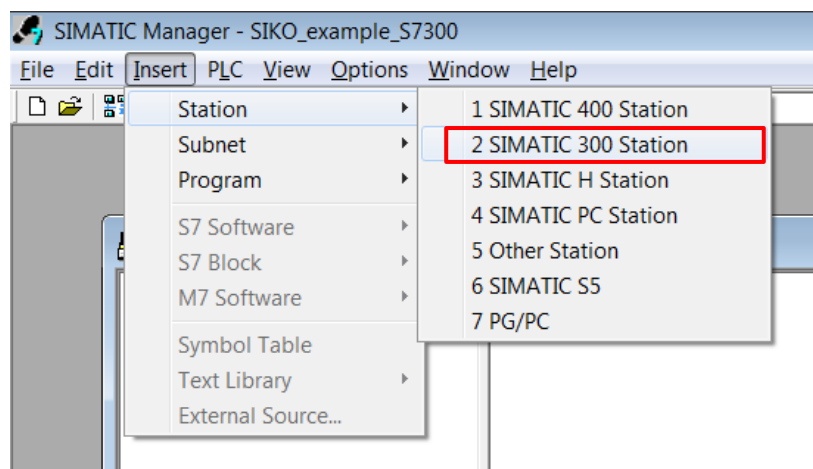 SIMATIC Manager - SIKO_example_S7300
File Edit Insert PLC View Options Window Help
Station
Subnet
Program
S7 Software
S7 Block
M7 Software
Symbol Table
Text Library
External Source...
1 SIMATIC 400 Station
2 SIMATIC 300 Station
3 SIMATIC H Station
4 SIMATIC PC Station
5 Other Station
6 SIMATIC S5
7 PG/PC